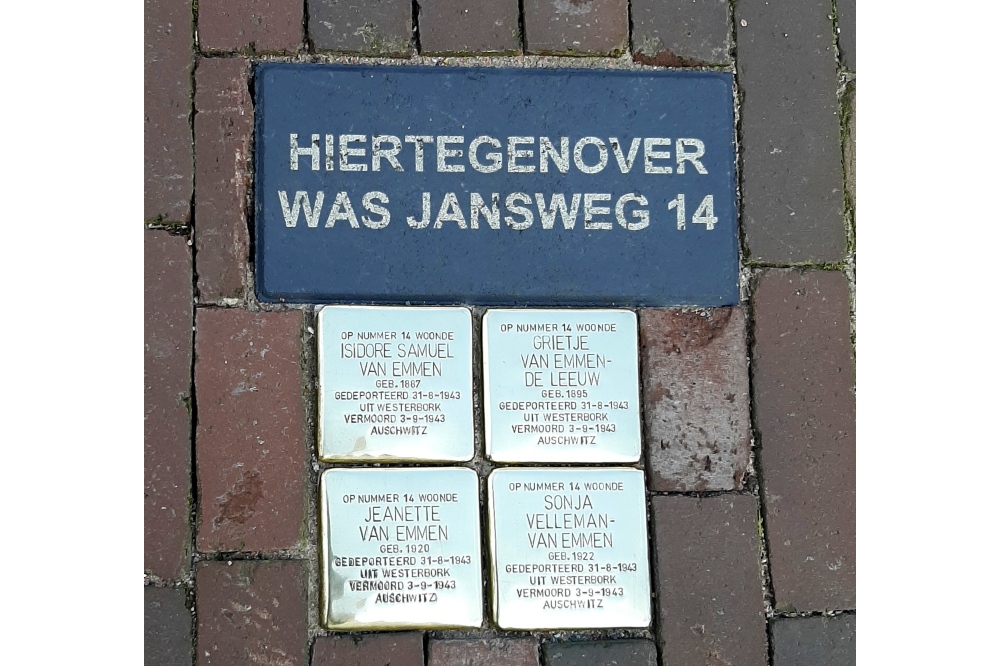 HIERTEGENOVER
WAS JANSWEG 14
OP NUMMER 14 WOONDE
ISIDORE SAMUEL
VAN EMMEN
GEB. 1887
GEDEPORTEERD 31-8-1943
UIT WESTERBORK
VERMOORD 3-9-1943
AUSCHWITZ
OP NUMMER 14 WOONDE
GRIETJE
VAN EMMEN-
DE LEEUW
GEB. 1895
GEDEPORTEERD 31-8-1943
UIT WESTERBORK
VERMOORD 3-9-1943
AUSCHWITZ
OP NUMMER 14 WOONDE
JEANETTE
VAN EMMEN
GEB. 1920
GEDEPORTEERD 31-8-1943
UIT WESTERBORK
VERMOORD 3-9-1943
AUSCHWITZ
OP NUMMER 14 WOONDE
SONJA
VELLEMAN-
VAN EMMEN
GEB. 1922
GEDEPORTEERD 31-8-1943
UIT WESTERBORK
VERMOORD 3-9-1943
AUSCHWITZ